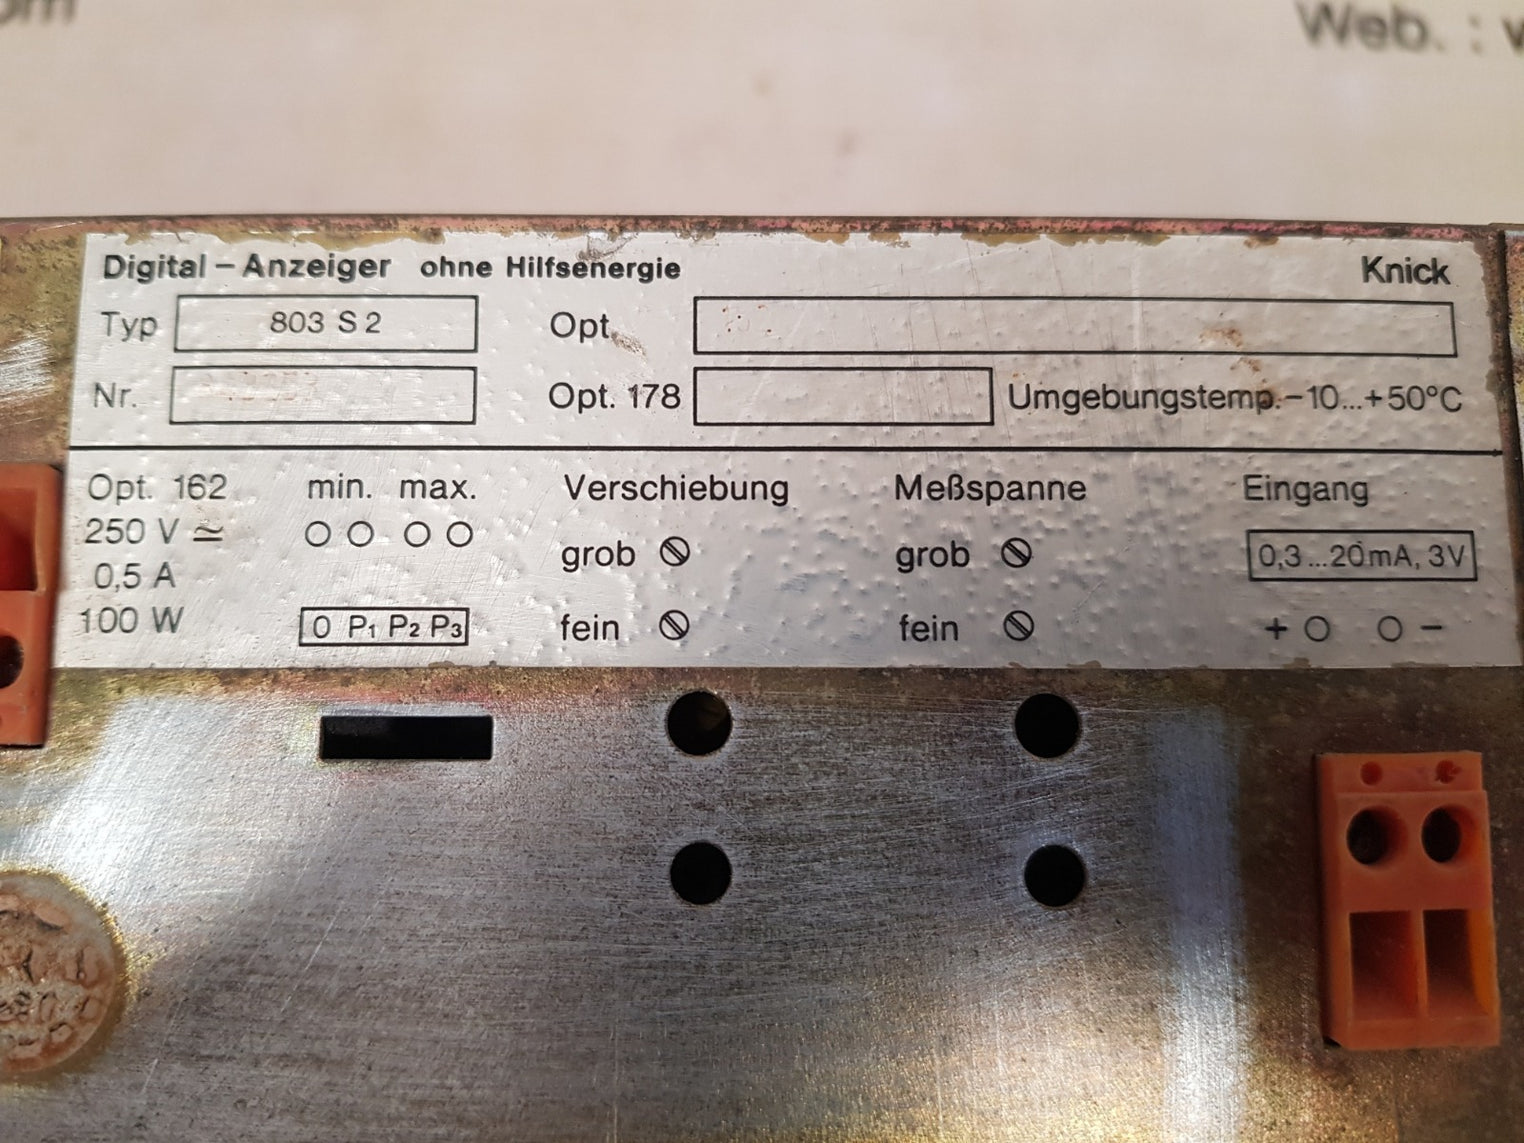 Web. :
Digital – Anzeiger ohne Hilfsenergie Knick
Typ 803 S 2 Opt.
Nr. Opt. 178 Umgebungstemp.–10...+50°C
Opt. 162 min. max. Verschiebung Meßspanne Eingang
250 V ≃
grob grob 0,3...20mA, 3V
0,5 A
100 W 0 P1 P2 P3 fein fein + –